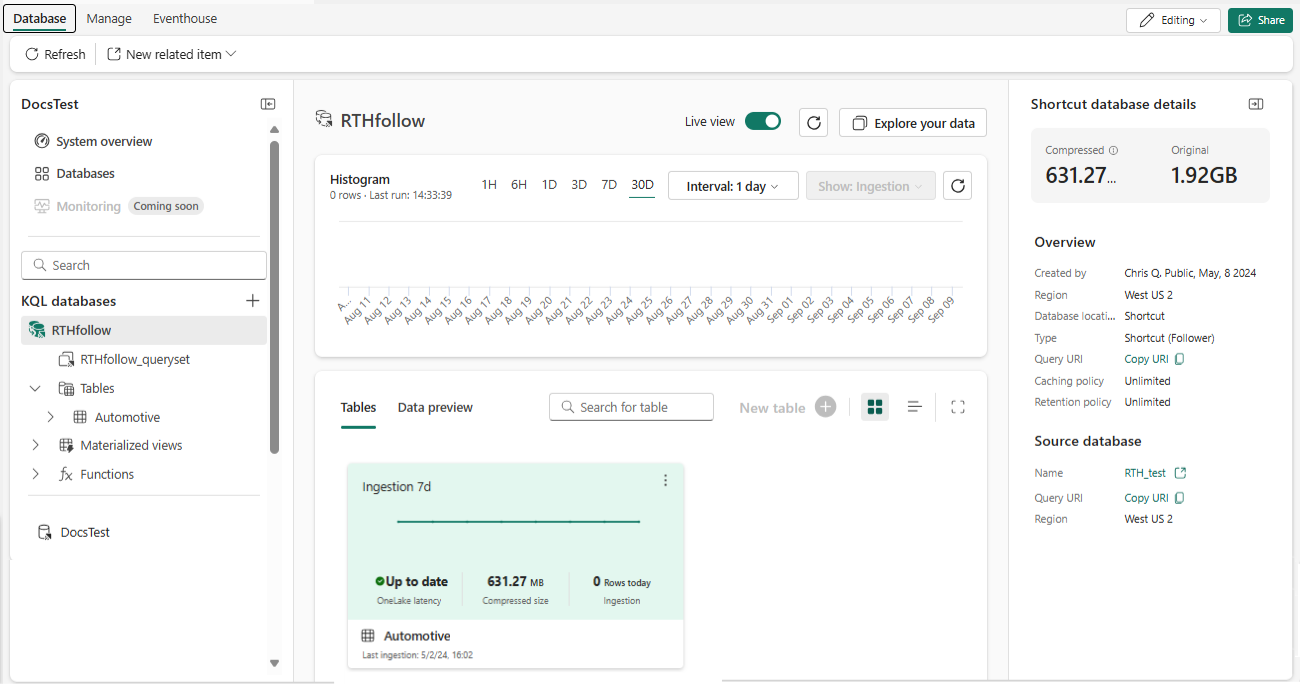 Database Manage Eventhouse
Editing Share
Refresh New related item
DocsTest
System overview
Databases
Monitoring Coming soon
Search
KQL databases
RTHfollow
RTHfollow_queryset
Tables
Automotive
Materialized views
Functions
DocsTest
RTHfollow
Live view Explore your data
Histogram
0 rows · Last run: 14:33:39
1H 6H 1D 3D 7D 30D Interval: 1 day Show: Ingestion
A... Aug 11 Aug 12 Aug 13 Aug 14 Aug 15 Aug 16 Aug 17 Aug 18 Aug 19 Aug 20 Aug 21 Aug 22 Aug 23 Aug 24 Aug 25 Aug 26 Aug 27 Aug 28 Aug 29 Aug 30 Aug 31 Sep 01 Sep 02 Sep 03 Sep 04 Sep 05 Sep 06 Sep 07 Sep 08 Sep 09
Tables Data preview Search for table New table
Ingestion 7d
Up to date 631.27 MB 0 Rows today
OneLake latency Compressed size Ingestion
Automotive
Last ingestion: 5/2/24, 16:02
Shortcut database details
Compressed Original
631.27... 1.92GB
Overview
Created by Chris Q. Public, May, 8 2024
Region West US 2
Database locati... Shortcut
Type Shortcut (Follower)
Query URI Copy URI
Caching policy Unlimited
Retention policy Unlimited
Source database
Name RTH_test
Query URI Copy URI
Region West US 2